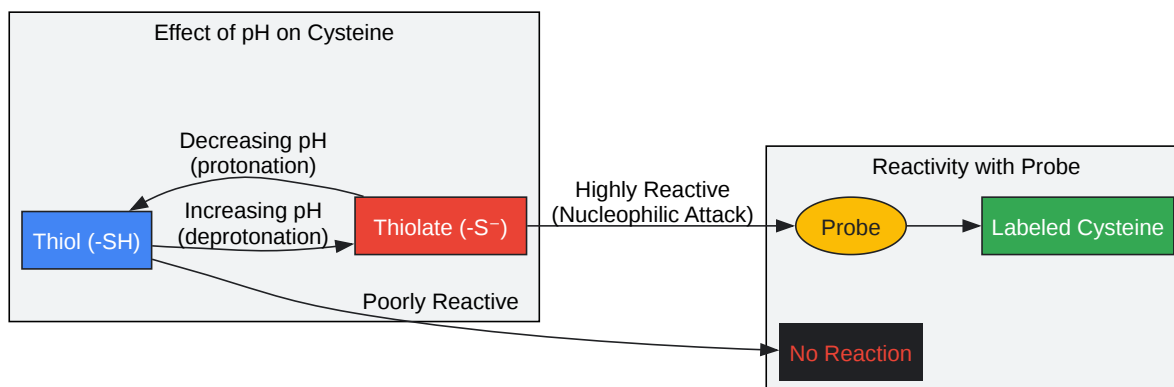 Effect of pH on Cysteine
Decreasing pH
(protonation)
Increasing pH
(deprotonation)
Thiol (-SH)
Thiolate (-S⁻)
Highly Reactive
(Nucleophilic Attack)
Poorly Reactive
Reactivity with Probe
Probe
Labeled Cysteine
No Reaction